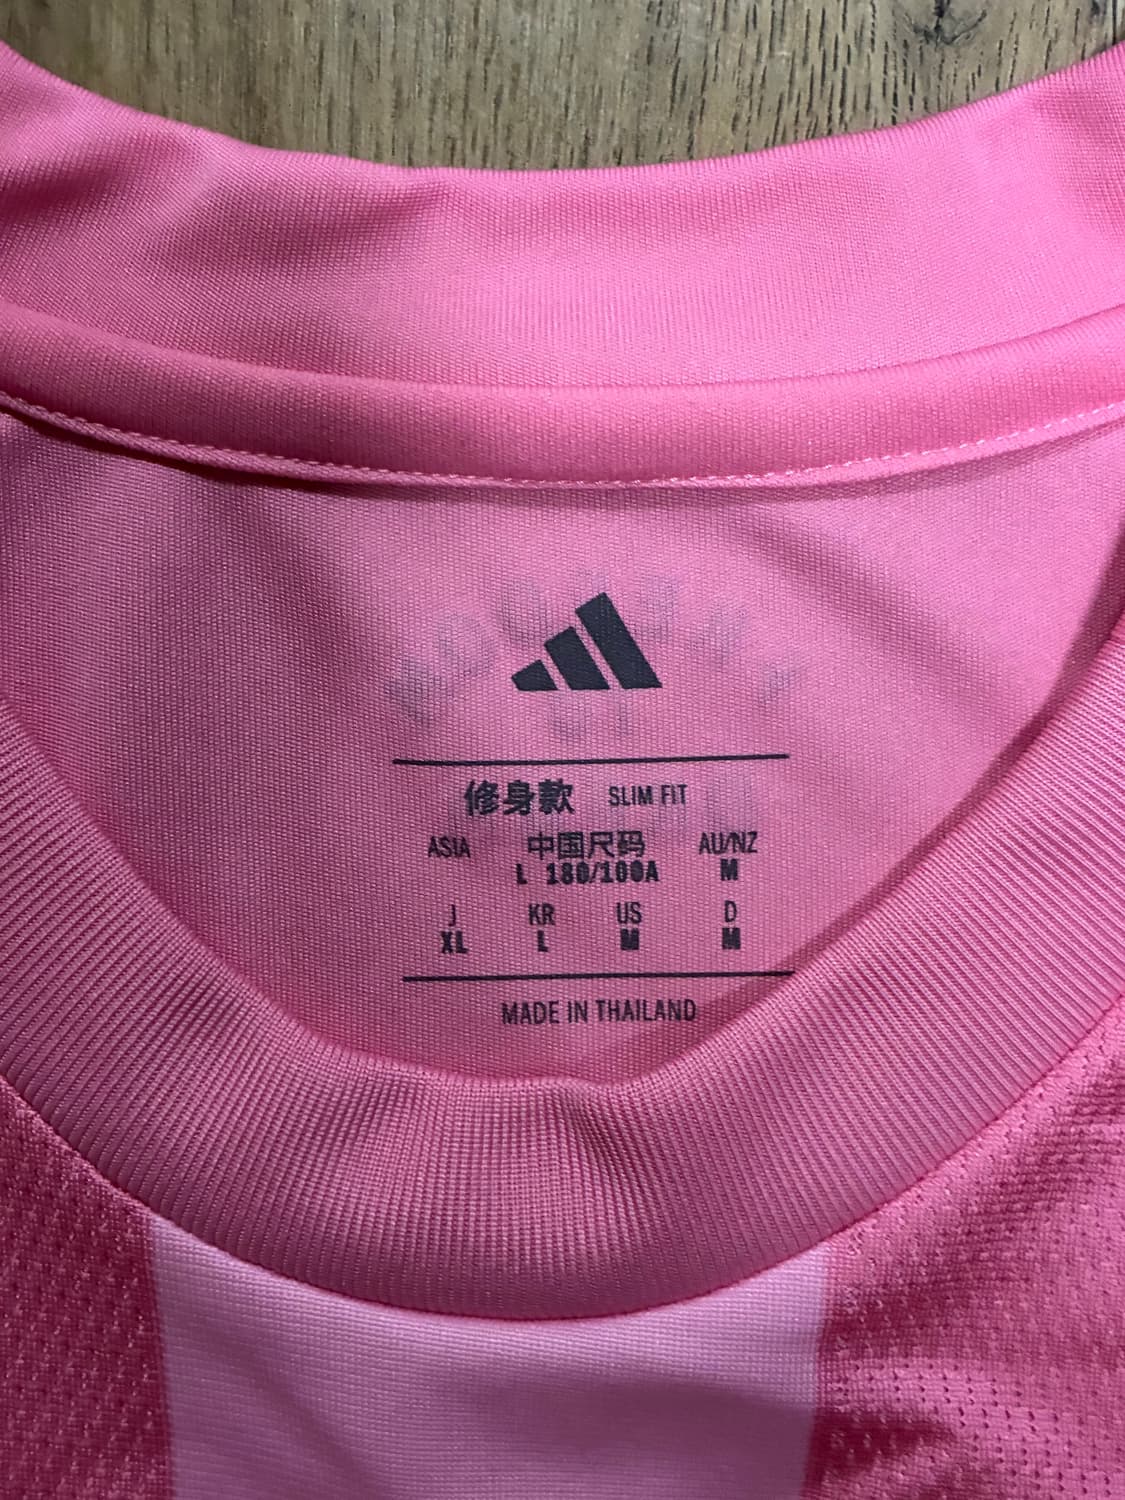 修身款 SLIM FIT
ASIA 中国尺码 AU/NZ
L 180/100A M
J KR US D
XL L M M
MADE IN THAILAND